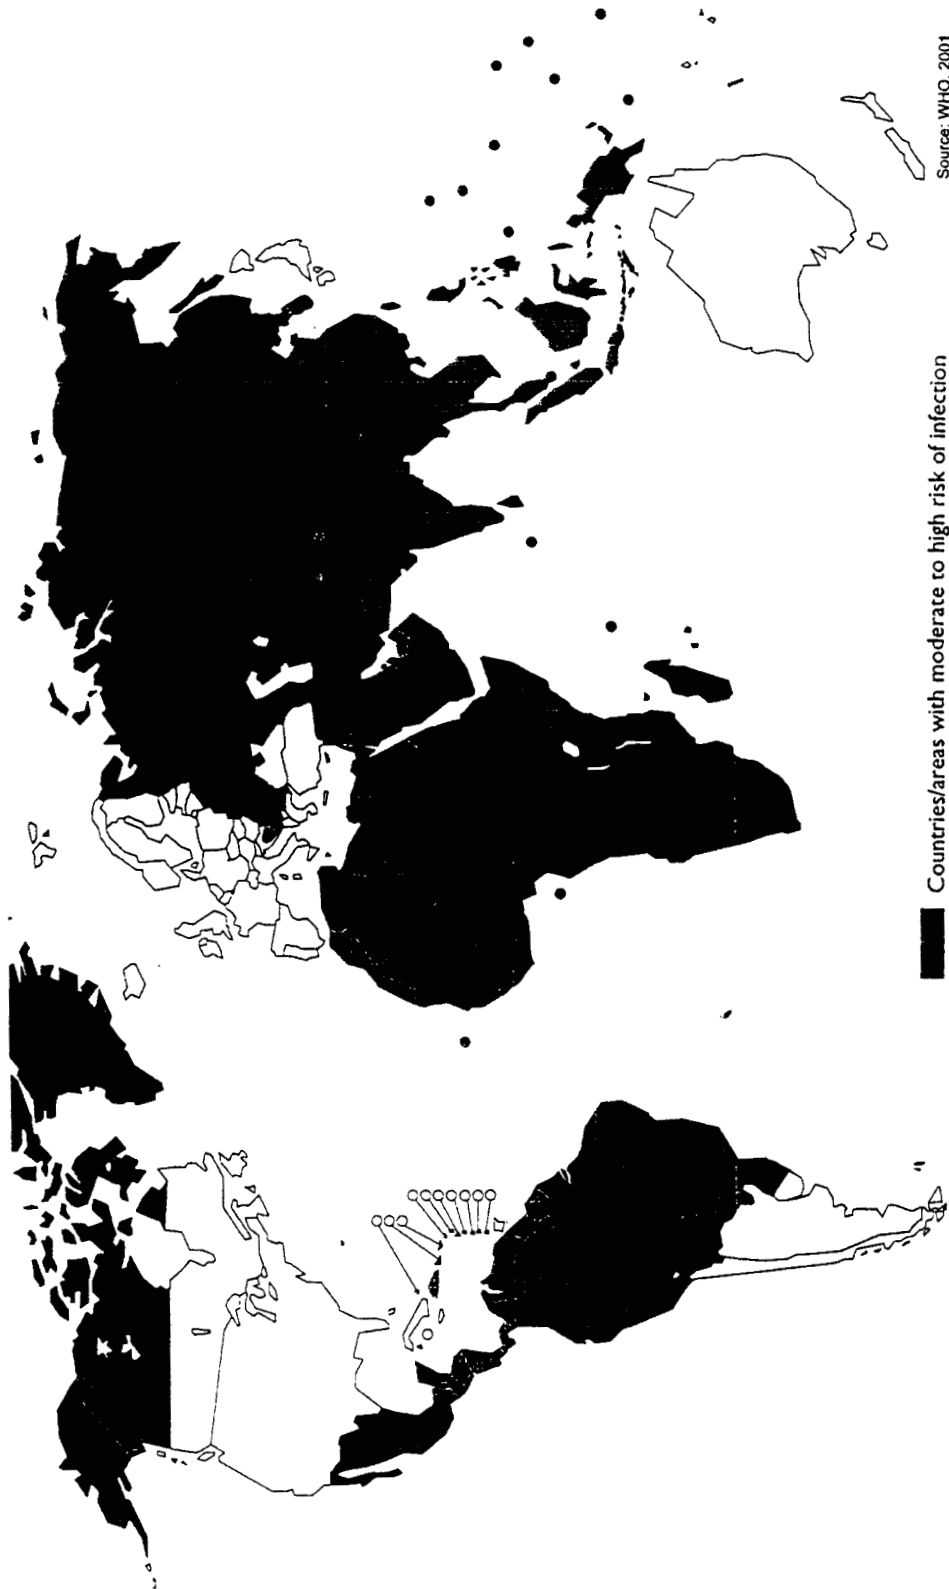 Countries/areas with moderate to high risk of infection
Source: WHO, 2001